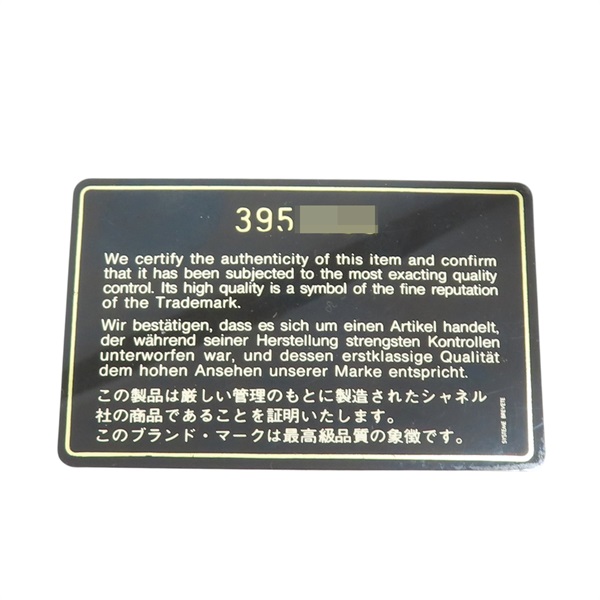 395
We certify the authenticity of this item and confirm
that it has been subjected to the most exacting quality
control. Its high quality is a symbol of the fine reputation
of the Trademark.
Wir bestätigen, dass es sich um einen Artikel handelt,
der während seiner Herstellung strengsten Kontrollen
unterworfen war, und dessen erstklassige Qualität
dem hohen Ansehen unserer Marke entspricht.
この製品は厳しい管理のもとに製造されたシャネル
社の商品であることを証明いたします。
このブランド・マークは最高級品質の象徴です。